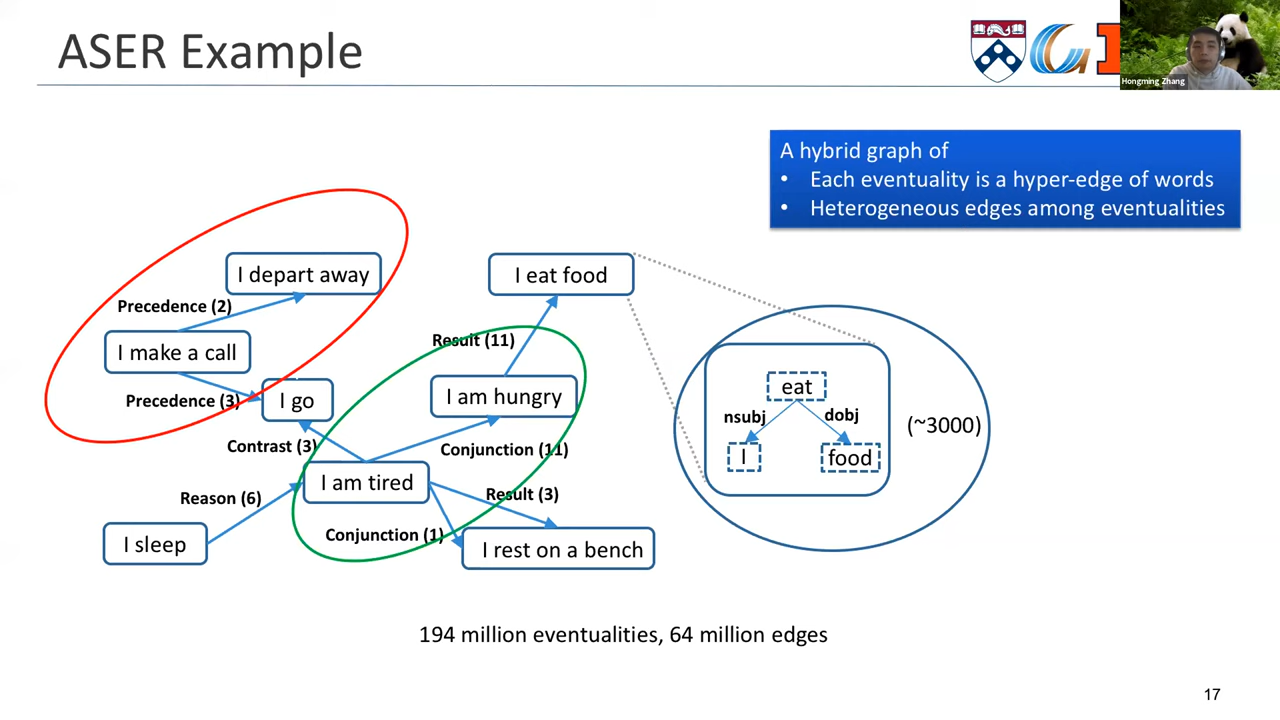 ASER Example
Hongming Zhang
A hybrid graph of
• Each eventuality is a hyper-edge of words
• Heterogeneous edges among eventualities
I depart away
I eat food
Precedence (2)
Result (11)
I make a call
eat
I am hungry
Precedence (3)
I go
nsubj
dobj
(~3000)
Contrast (3)
Conjunction (11)
I
food
I am tired
Reason (6)
Result (3)
Conjunction (1)
I sleep
I rest on a bench
194 million eventualities, 64 million edges
17